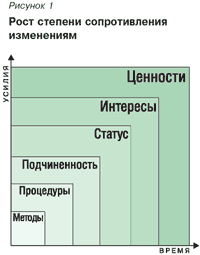 Рисунок 1
Рост степени сопротивления
изменениям
УСИЛИЯ
Ценности
Интересы
Статус
Подчиненность
Процедуры
Методы
ВРЕМЯ